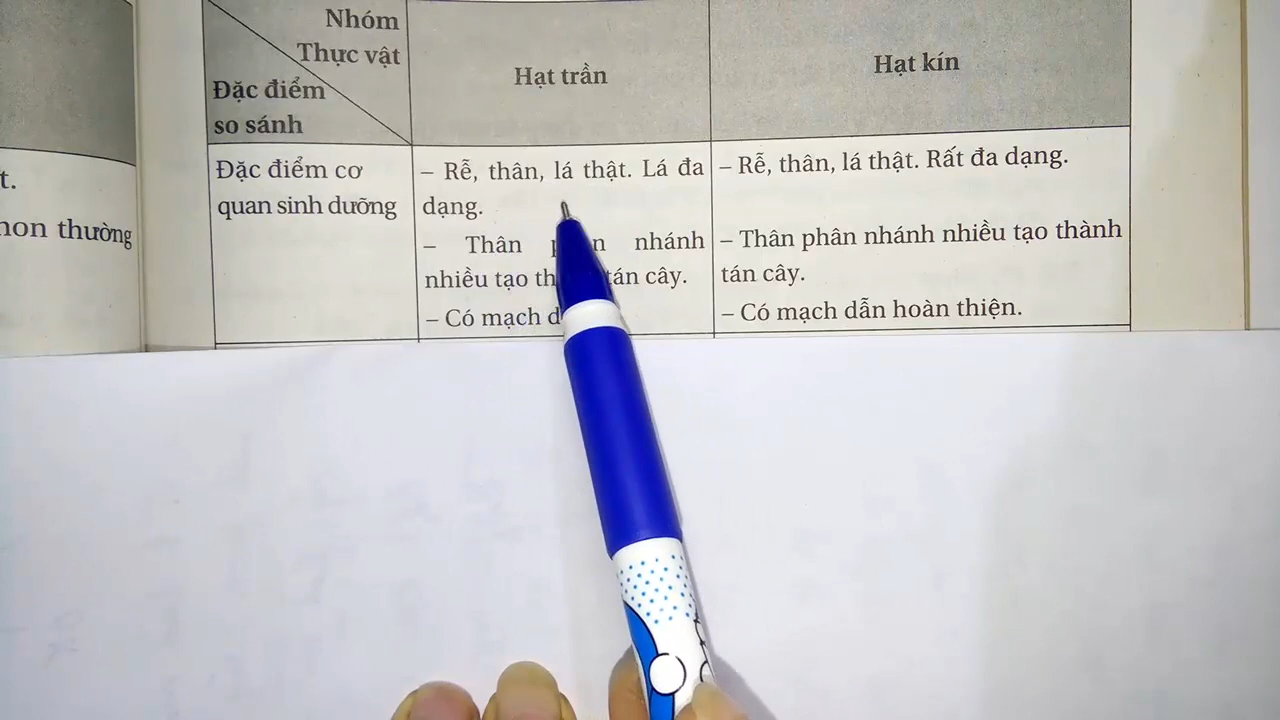 t.
non thường
Nhóm
Thực vật
Đặc điểm
so sánh
Hạt trần
Hạt kín
Đặc điểm cơ
quan sinh dưỡng
– Rễ, thân, lá thật. Lá đa
dạng.
– Thân nhánh
nhiều tạo tán cây.
– Có mạch
– Rễ, thân, lá thật. Rất đa dạng.
– Thân phân nhánh nhiều tạo thành
tán cây.
– Có mạch dẫn hoàn thiện.